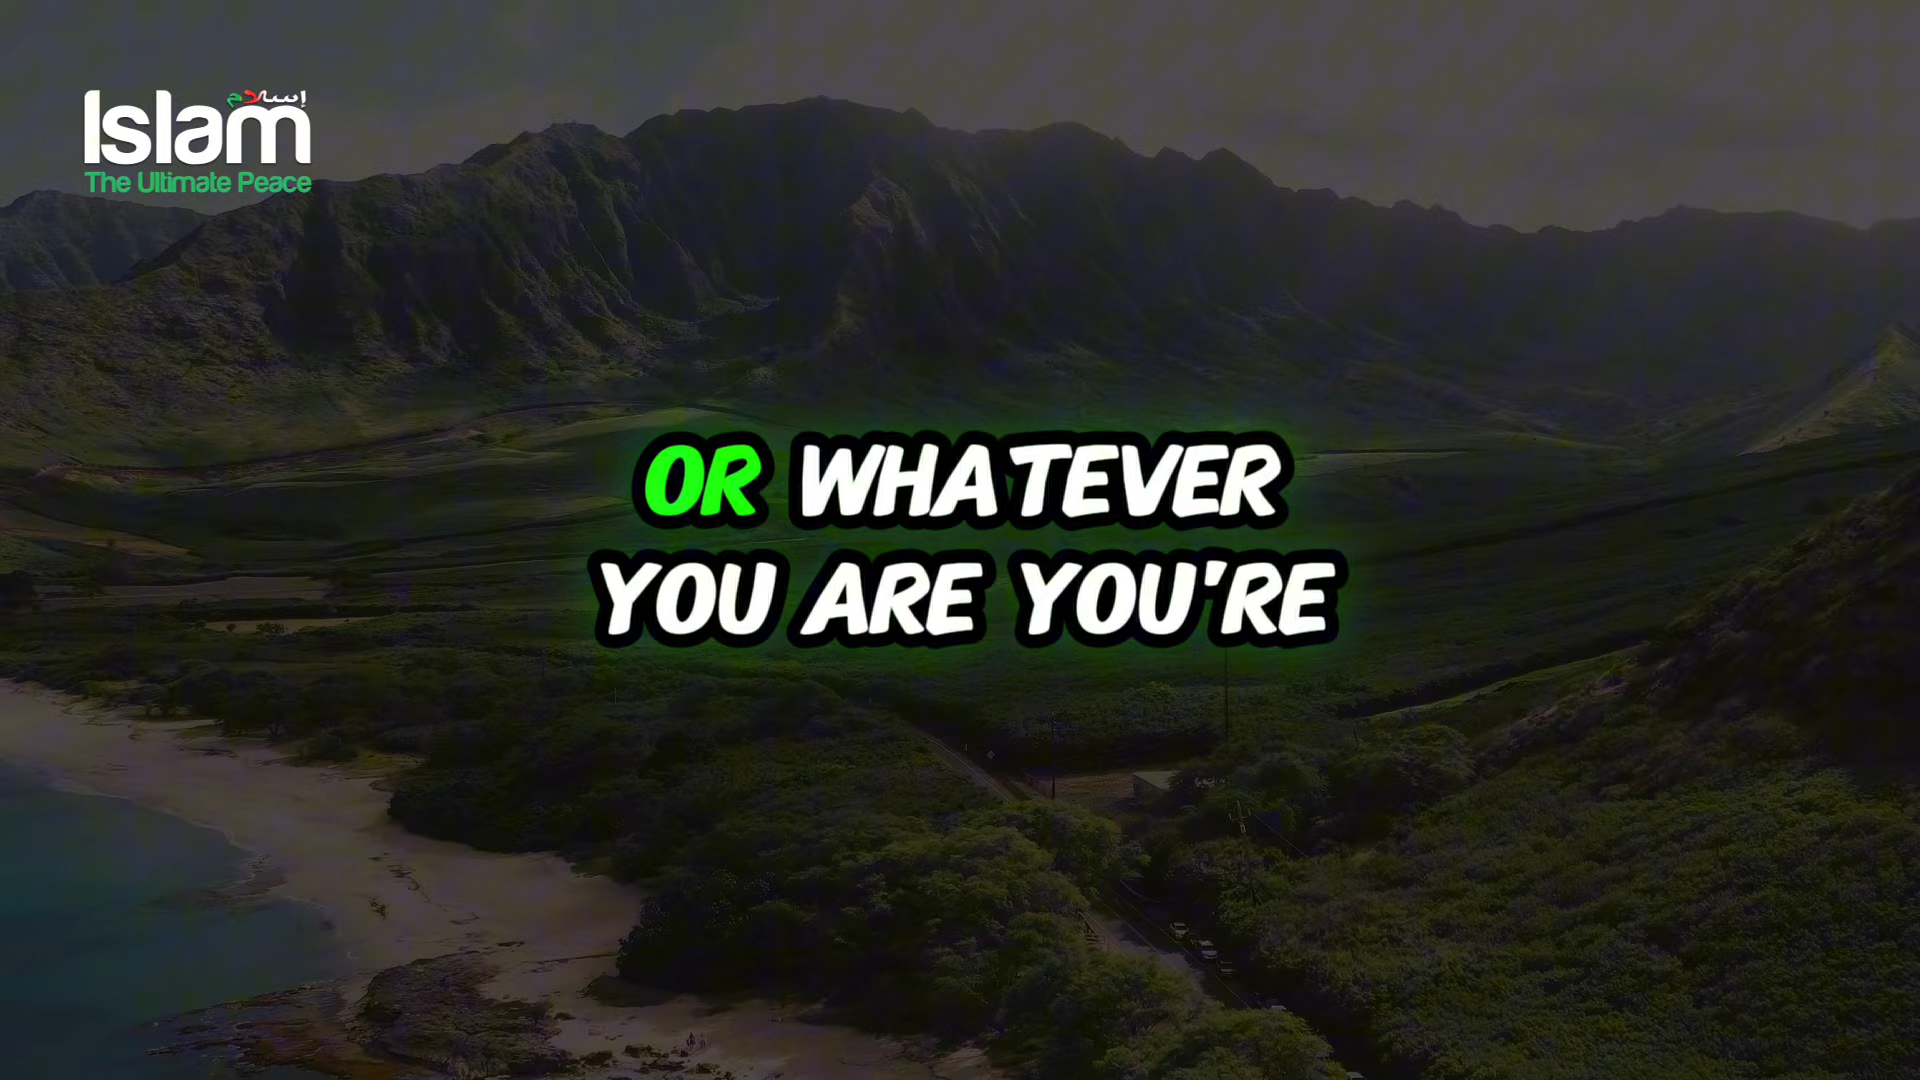 إسلام
Islam
The Ultimate Peace
OR WHATEVER
YOU ARE YOU'RE